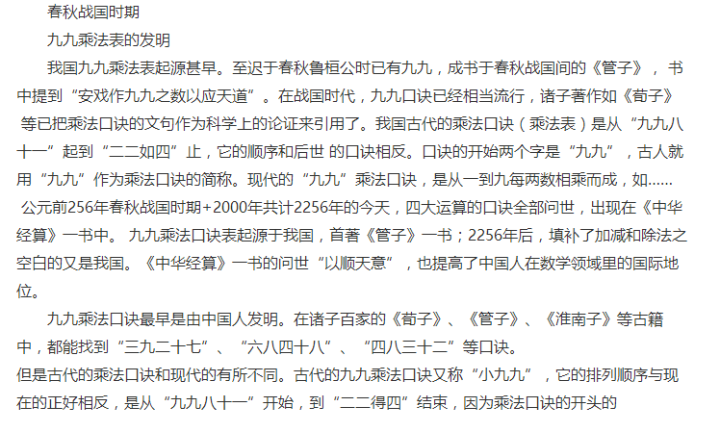 春秋战国时期
九九乘法表的发明
我国九九乘法表起源甚早。至迟于春秋鲁桓公时已有九九，成书于春秋战国间的《管子》，书
中提到“安戏作九九之数以应天道”。在战国时代，九九口诀已经相当流行，诸子著作如《荀子》
等已把乘法口诀的文句作为科学上的论证来引用了。我国古代的乘法口诀（乘法表）是从“九九八
十一”起到“二二如四”止，它的顺序和后世 的口诀相反。口诀的开始两个字是“九九”，古人就
用“九九”作为乘法口诀的简称。现代的“九九”乘法口诀，是从一到九每两数相乘而成，如……
公元前256年春秋战国时期+2000年共计2256年的今天，四大运算的口诀全部问世，出现在《中华
经算》一书中。 九九乘法口诀表起源于我国，首著《管子》一书；2256年后，填补了加减和除法之
空白的又是我国。《中华经算》一书的问世“以顺天意”，也提高了中国人在数学领域里的国际地
位。
九九乘法口诀最早是由中国人发明。在诸子百家的《荀子》、《管子》、《淮南子》等古籍
中，都能找到“三九二十七”、“六八四十八”、“四八三十二”等口诀。
但是古代的乘法口诀和现代的有所不同。古代的九九乘法口诀又称“小九九”，它的排列顺序与现
在的正好相反，是从“九九八十一”开始，到“二二得四”结束，因为乘法口诀的开头的